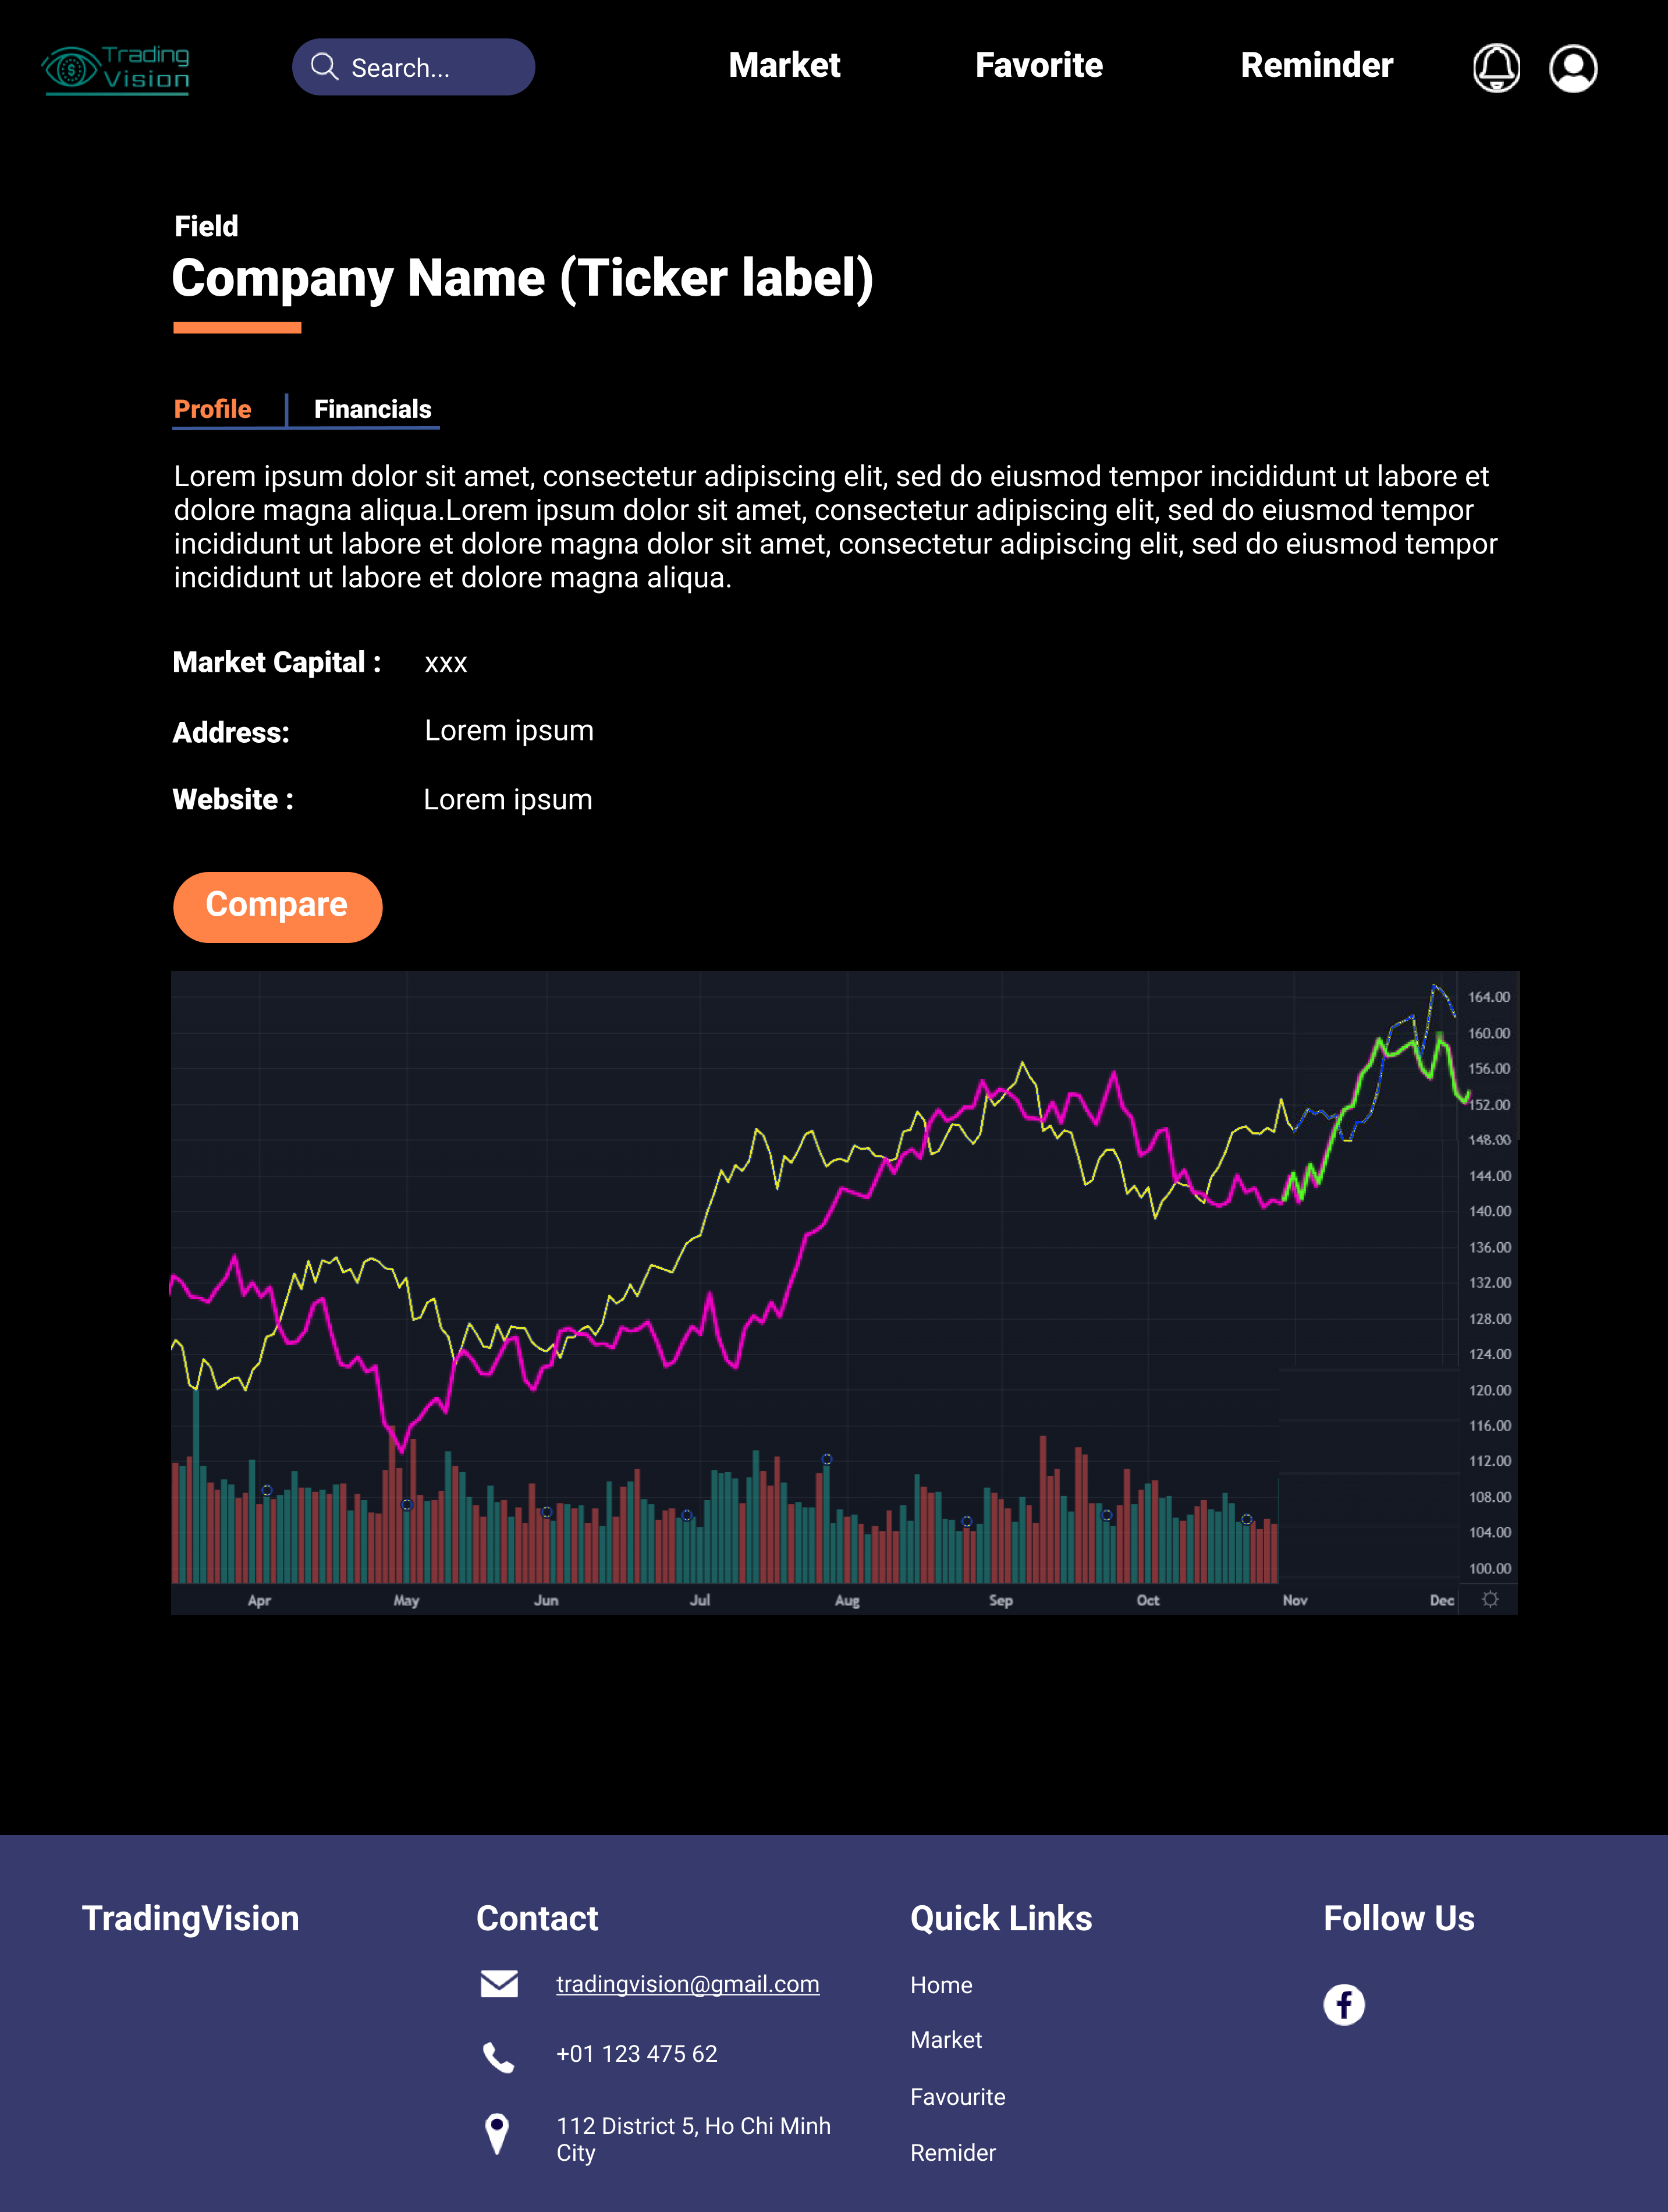 Trading
Vision
Search...
Market
Favorite
Reminder
Field
Company Name (Ticker label)
Profile
Financials
Lorem ipsum dolor sit amet, consectetur adipiscing elit, sed do eiusmod tempor incididunt ut labore et
dolore magna aliqua.Lorem ipsum dolor sit amet, consectetur adipiscing elit, sed do eiusmod tempor
incididunt ut labore et dolore magna dolor sit amet, consectetur adipiscing elit, sed do eiusmod tempor
incididunt ut labore et dolore magna aliqua.
Market Capital : xxx
Address: Lorem ipsum
Website : Lorem ipsum
Compare
164.00
160.00
156.00
152.00
148.00
144.00
140.00
136.00
132.00
128.00
124.00
120.00
116.00
112.00
108.00
104.00
100.00
Apr May Jun Jul Aug Sep Oct Nov Dec
TradingVision
Contact
tradingvision@gmail.com
+01 123 475 62
112 District 5, Ho Chi Minh
City
Quick Links
Home
Market
Favourite
Remider
Follow Us